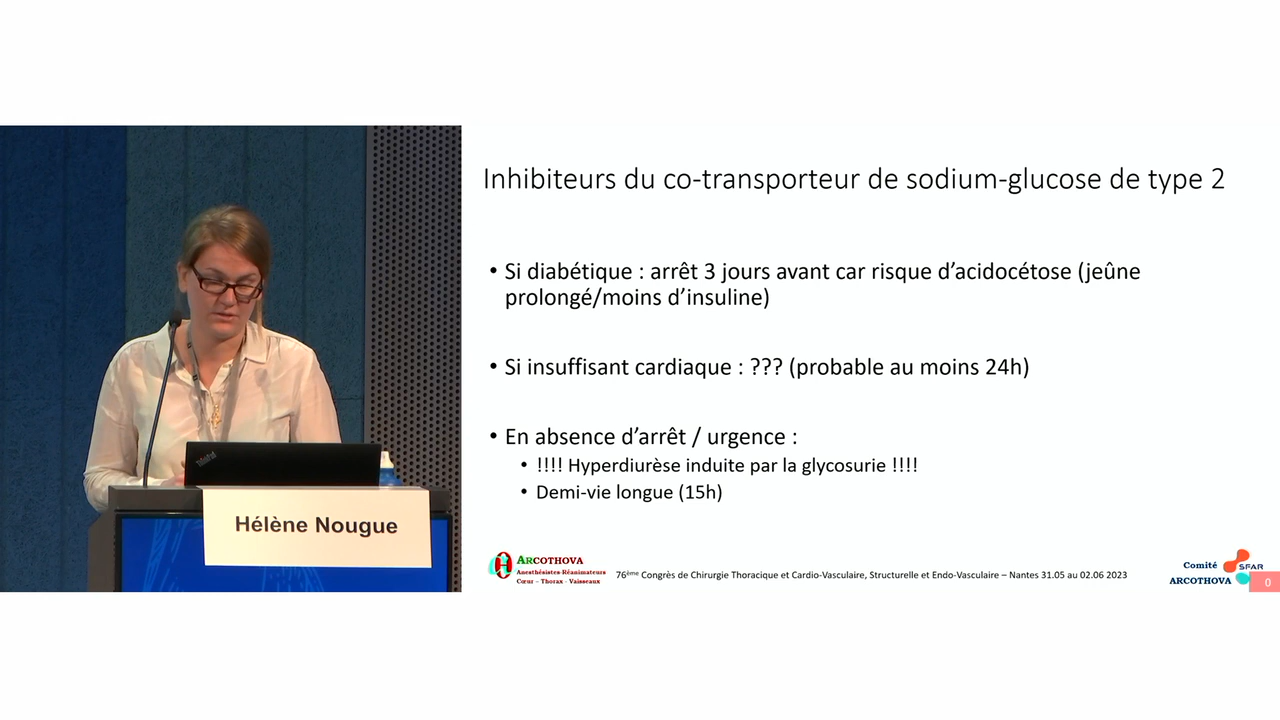 Inhibiteurs du co-transporteur de sodium-glucose de type 2
• Si diabétique : arrêt 3 jours avant car risque d’acidocétose (jeûne
prolongé/moins d’insuline)
• Si insuffisant cardiaque : ??? (probable au moins 24h)
• En absence d’arrêt / urgence :
• !!!! Hyperdiurèse induite par la glycosurie !!!!
• Demi-vie longue (15h)
ThinkPad
Hélène Nougue
ARCOTHOVA
Anesthésistes Réanimateurs
Cœur – Thorax - Vaisseaux
76ème Congrès de Chirurgie Thoracique et Cardio-Vasculaire, Structurelle et Endo-Vasculaire – Nantes 31.05 au 02.06 2023
Comité
ARCOTHOVA
SFAR
0